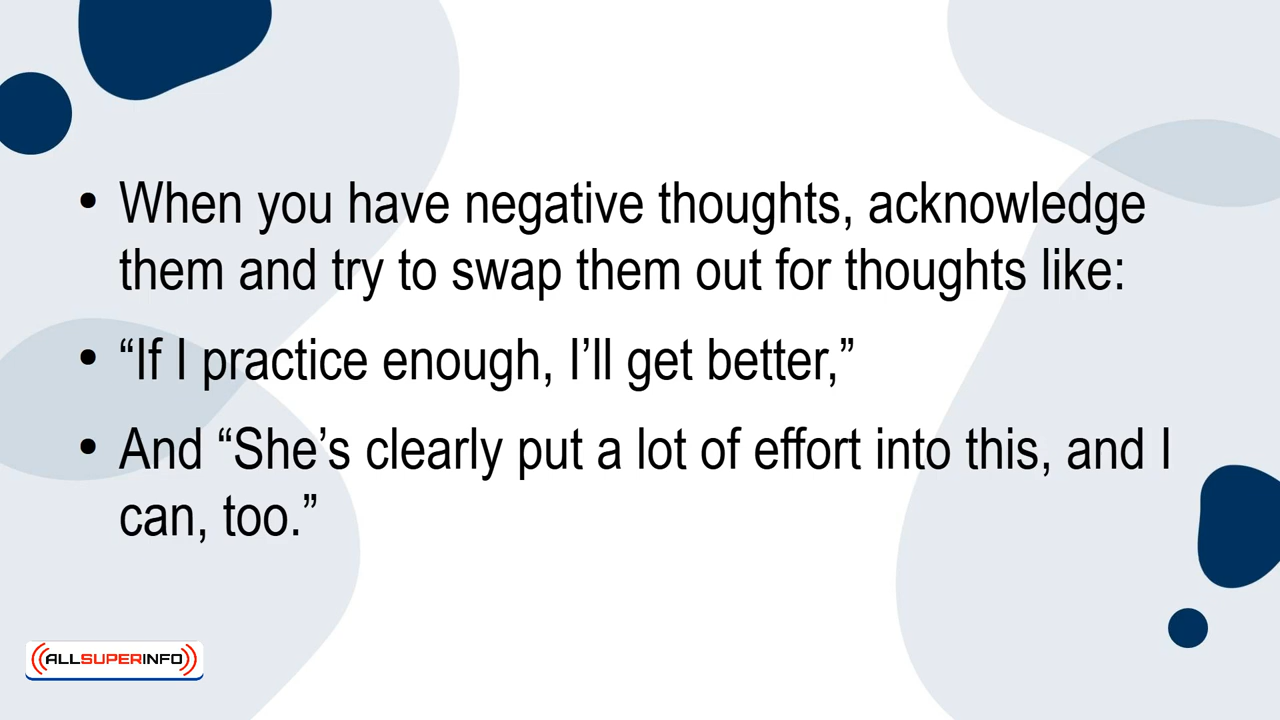 • When you have negative thoughts, acknowledge
them and try to swap them out for thoughts like:
• “If I practice enough, I’ll get better,”
• And “She’s clearly put a lot of effort into this, and I
can, too.”
ALLSUPERINFO